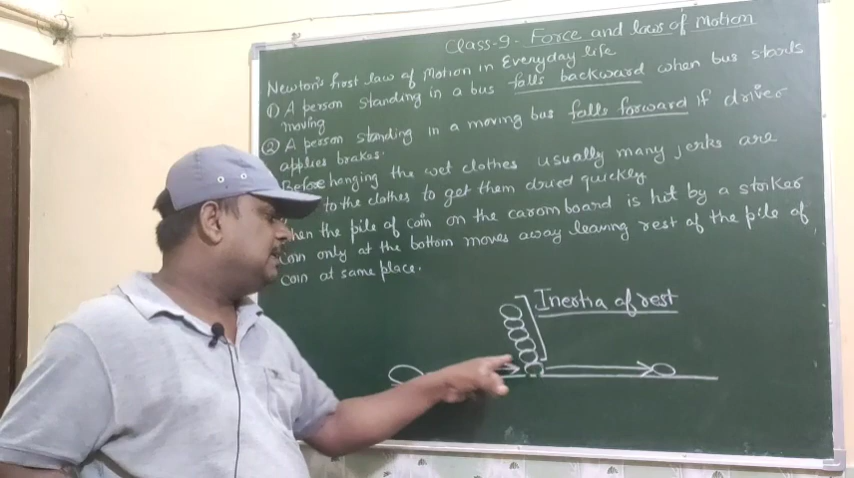 Class-9- Force and laws of Motion
Newton's first law of Motion in Everyday life
① A person standing in a bus falls backward when bus starts
moving
② A person standing in a moving bus falls forward if driver
applies brakes.
Before hanging the wet clothes usually many jerks are
to the clothes to get them dried quickly.
the pile of coin on the carom board is hit by a striker
coin only at the bottom moves away leaving rest of the pile of
coin at same place.
Inertia of rest